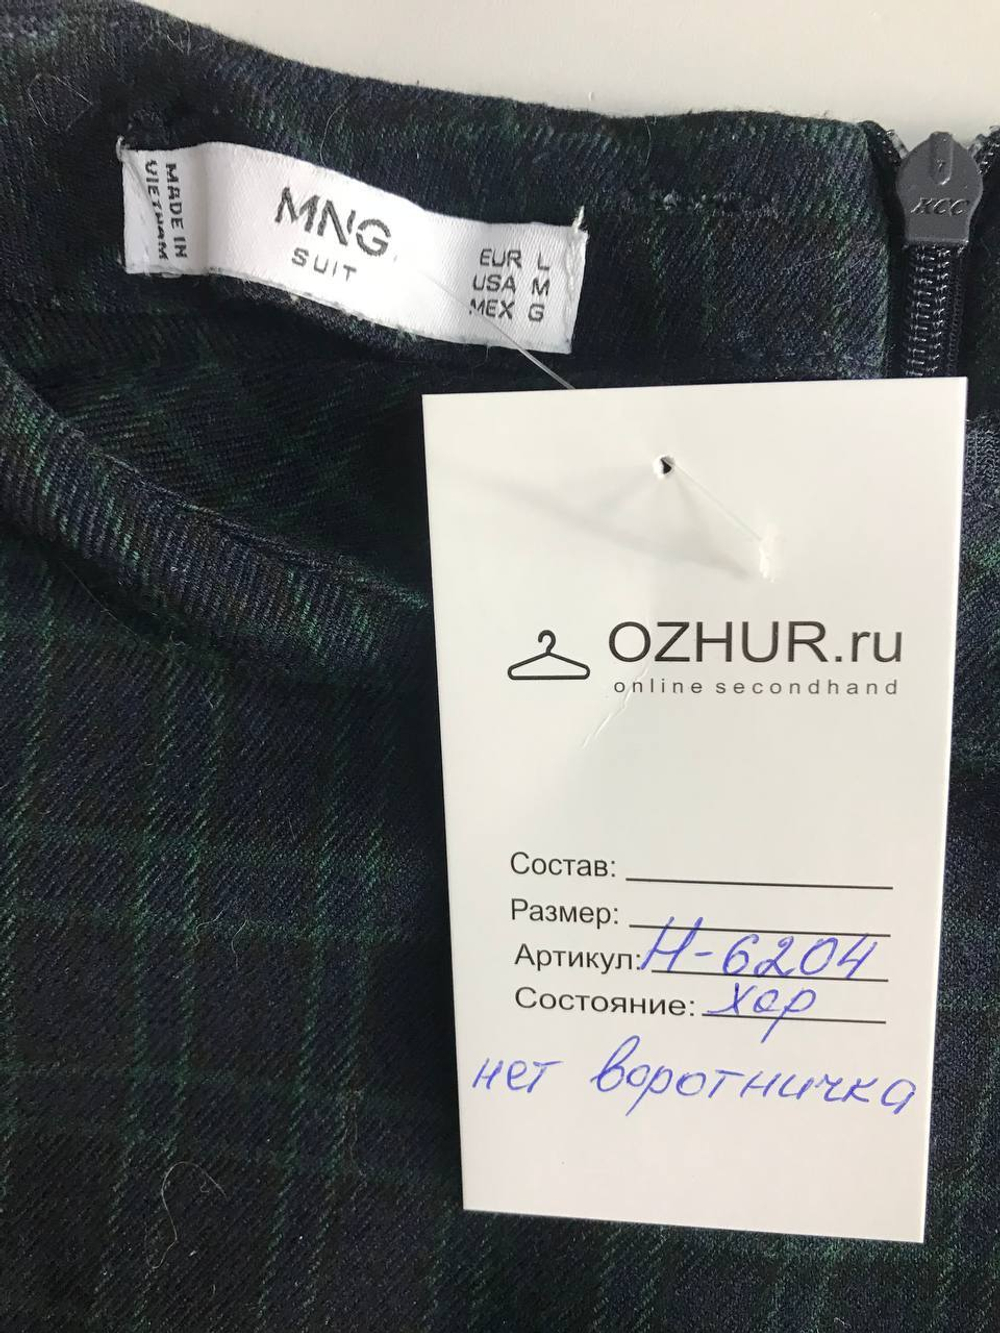 MADE IN
VIETNAM
MNG
SUIT
EUR L
USA M
MEX G
KCC
OZHUR.ru
online secondhand
Состав:
Размер:
Артикул: Н-6204
Состояние: хор
нет воротничка